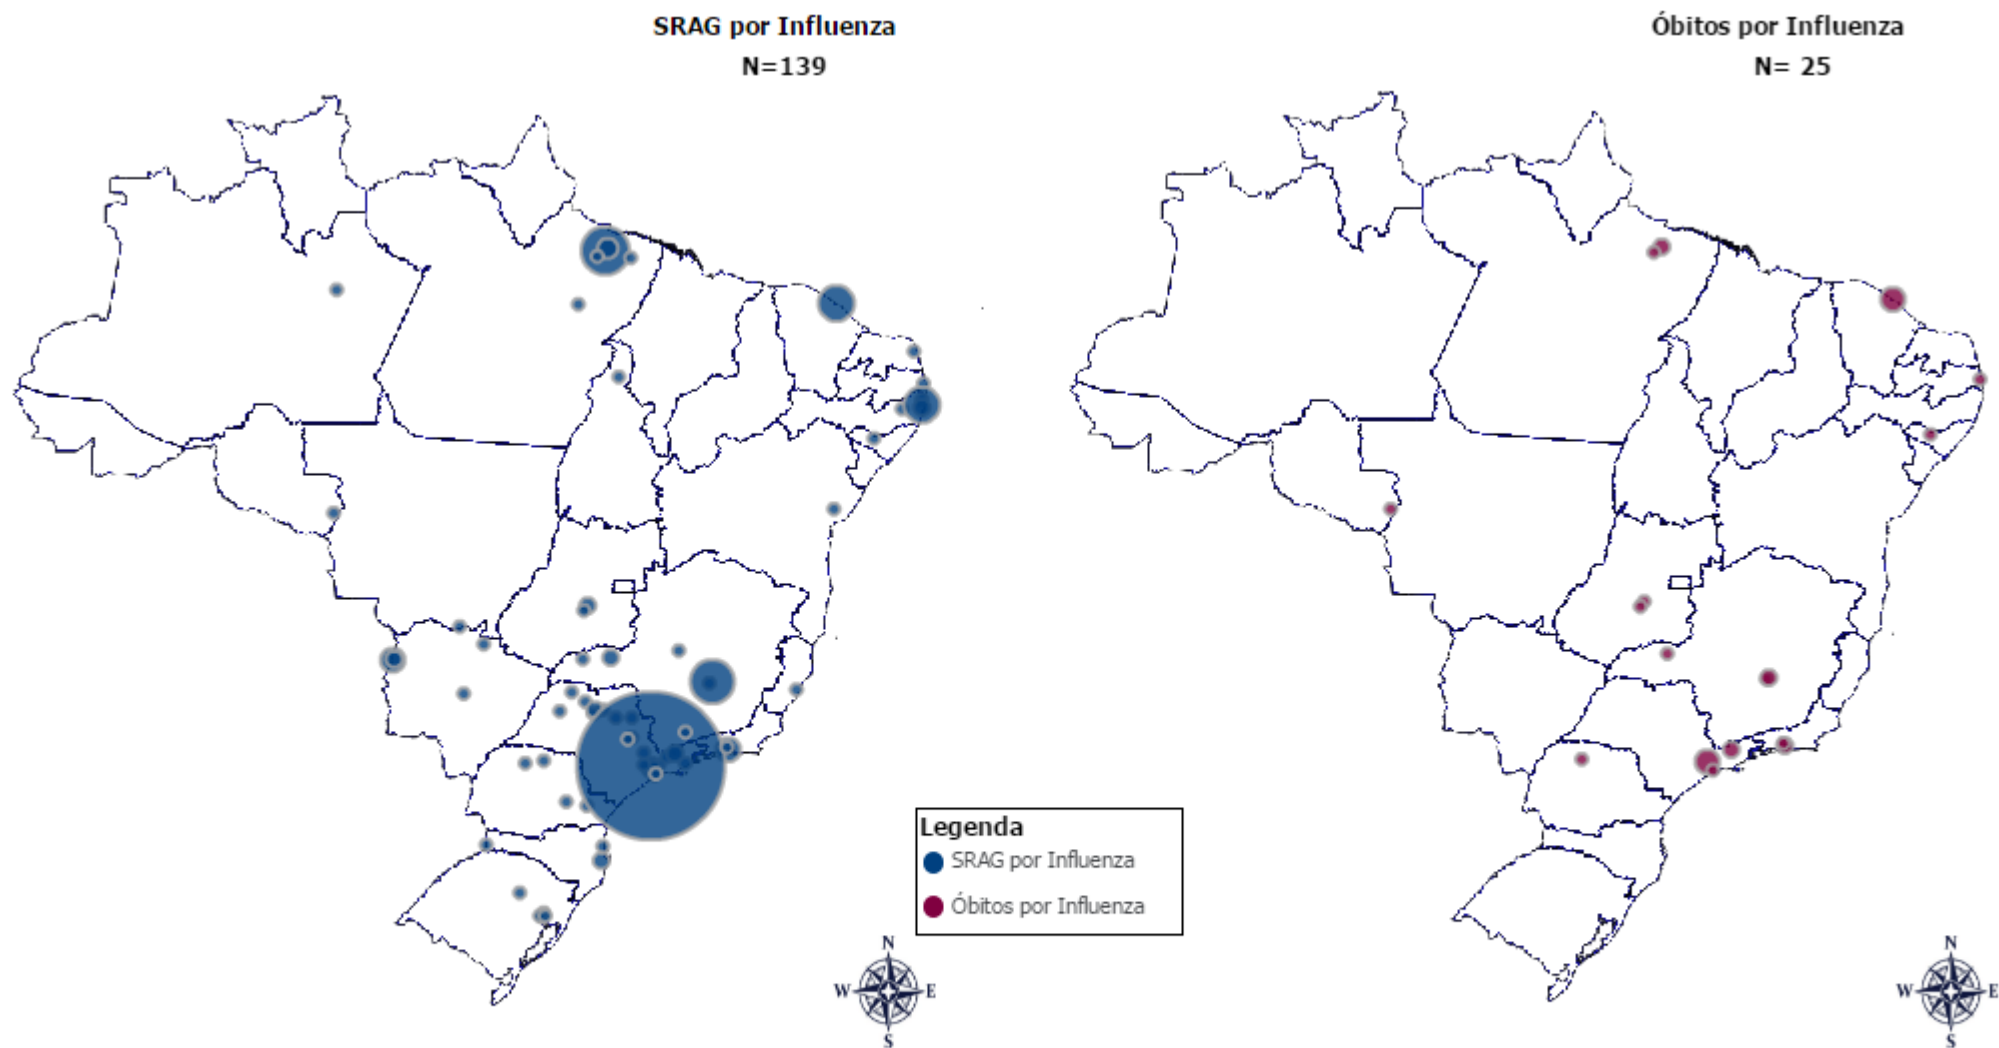 SRAG por Influenza
N=139
Óbitos por Influenza
N= 25
Legenda
SRAG por Influenza
Óbitos por Influenza
N
W E
S
N
W E
S